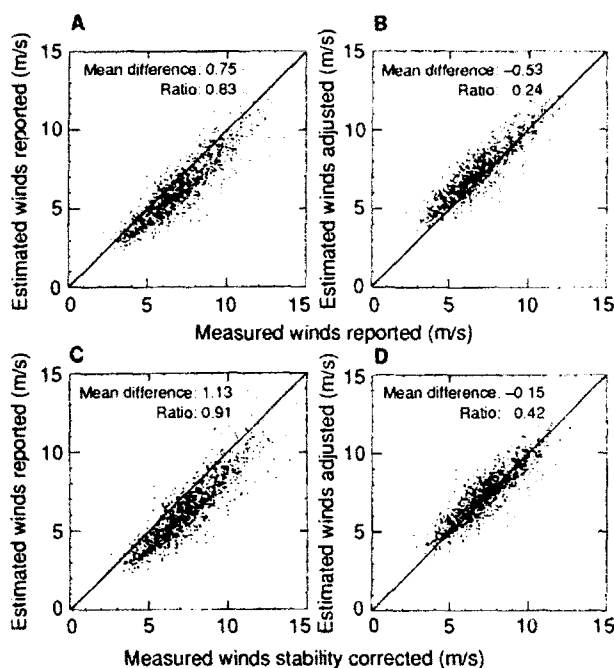 A
Mean difference: 0.75
Ratio: 0.83
Estimated winds reported (m/s)
15
10
5
0
0 5 10 15
B
Mean difference: –0.53
Ratio: 0.24
Estimated winds adjusted (m/s)
15
10
5
0
0 5 10 15
Measured winds reported (m/s)
C
Mean difference: 1.13
Ratio: 0.91
Estimated winds reported (m/s)
15
10
5
0
0 5 10 15
D
Mean difference: –0.15
Ratio: 0.42
Estimated winds adjusted (m/s)
15
10
5
0
0 5 10 15
Measured winds stability corrected (m/s)